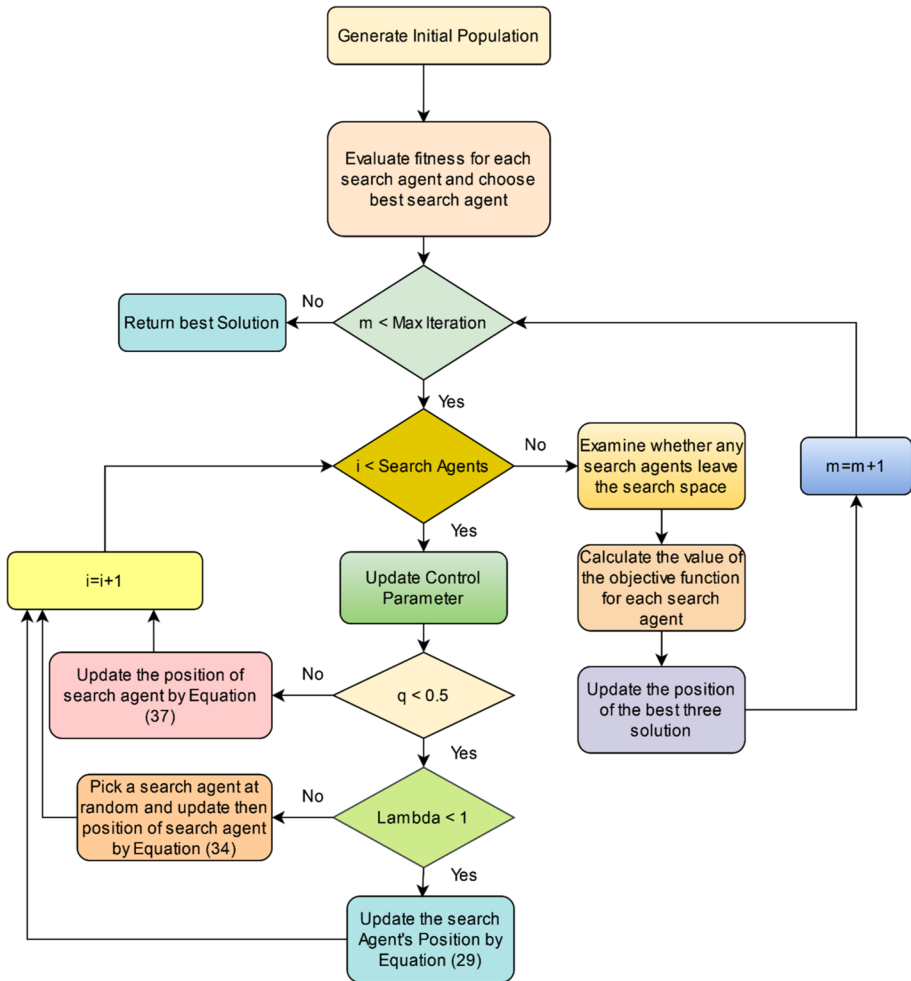 Generate Initial Population
Evaluate fitness for each
search agent and choose
best search agent
No
Return best Solution
m < Max Iteration
Yes
i < Search Agents
No
Examine whether any
search agents leave
the search space
m=m+1
Yes
i=i+1
Update Control
Parameter
Calculate the value of
the objective function
for each search
agent
Update the position of
search agent by Equation
(37)
No
q < 0.5
Update the position
of the best three
solution
Yes
Pick a search agent at
random and update then
position of search agent
by Equation (34)
No
Lambda < 1
Yes
Update the search
Agent's Position by
Equation (29)